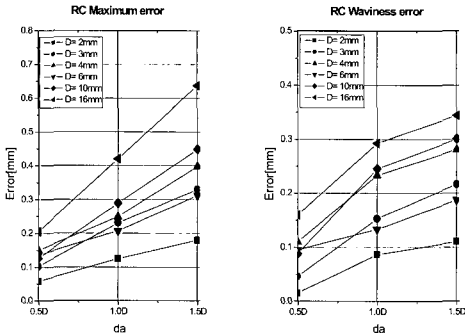 RC Maximum error
0.8
0.7
0.6
0.5
0.4
0.3
0.2
0.1
0.0
Error[mm]
D= 2mm
D= 3mm
D= 4mm
D= 6mm
D= 10mm
D= 16mm
0.5D 1.0D 1.5D
da
RC Waviness error
0.5
0.4
0.3
0.2
0.1
0.0
Error[mm]
D= 2mm
D= 3mm
D= 4mm
D= 6mm
D= 10mm
D= 16mm
0.5D 1.0D 1.5D
da